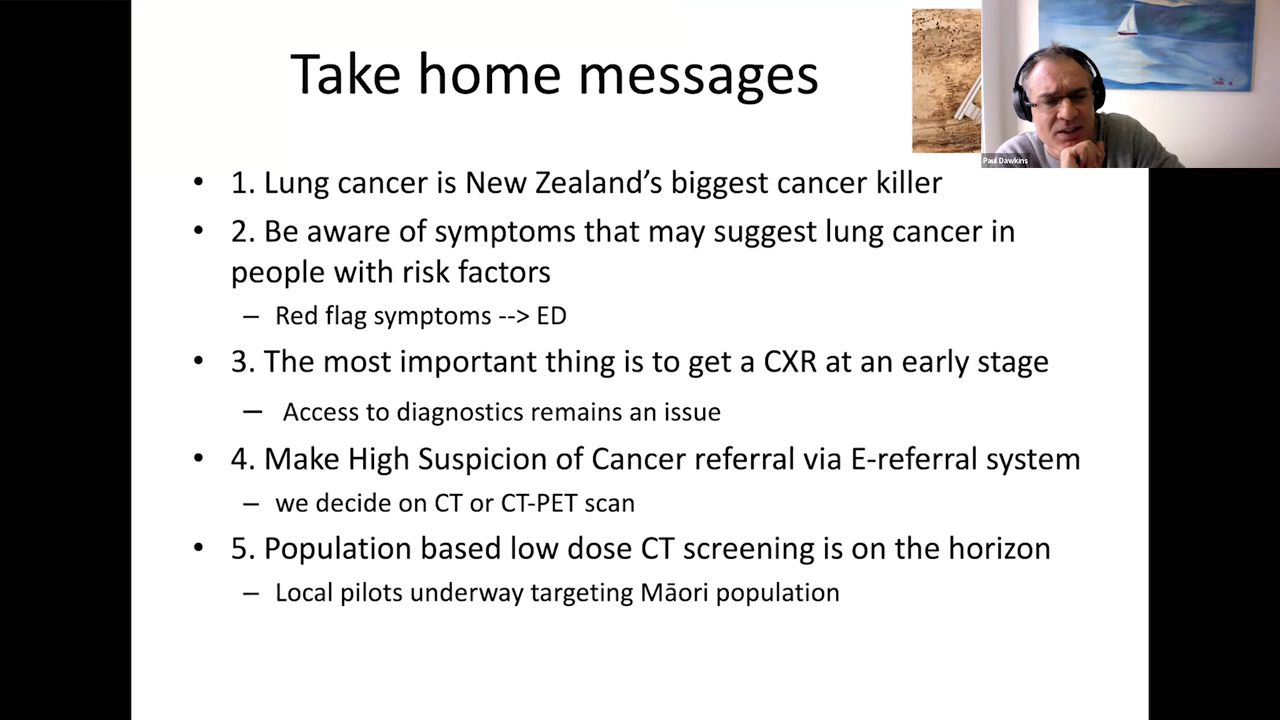 Take home messages
Paul Dawkins
• 1. Lung cancer is New Zealand’s biggest cancer killer
• 2. Be aware of symptoms that may suggest lung cancer in
people with risk factors
– Red flag symptoms --> ED
• 3. The most important thing is to get a CXR at an early stage
– Access to diagnostics remains an issue
• 4. Make High Suspicion of Cancer referral via E-referral system
– we decide on CT or CT-PET scan
• 5. Population based low dose CT screening is on the horizon
– Local pilots underway targeting Māori population